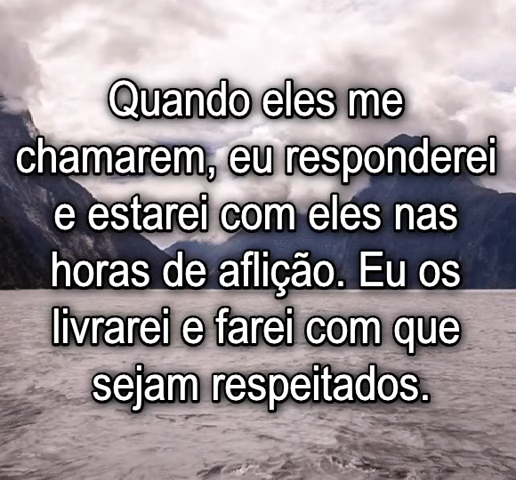 Quando eles me
chamarem, eu responderei
e estarei com eles nas
horas de aflição. Eu os
livrarei e farei com que
sejam respeitados.